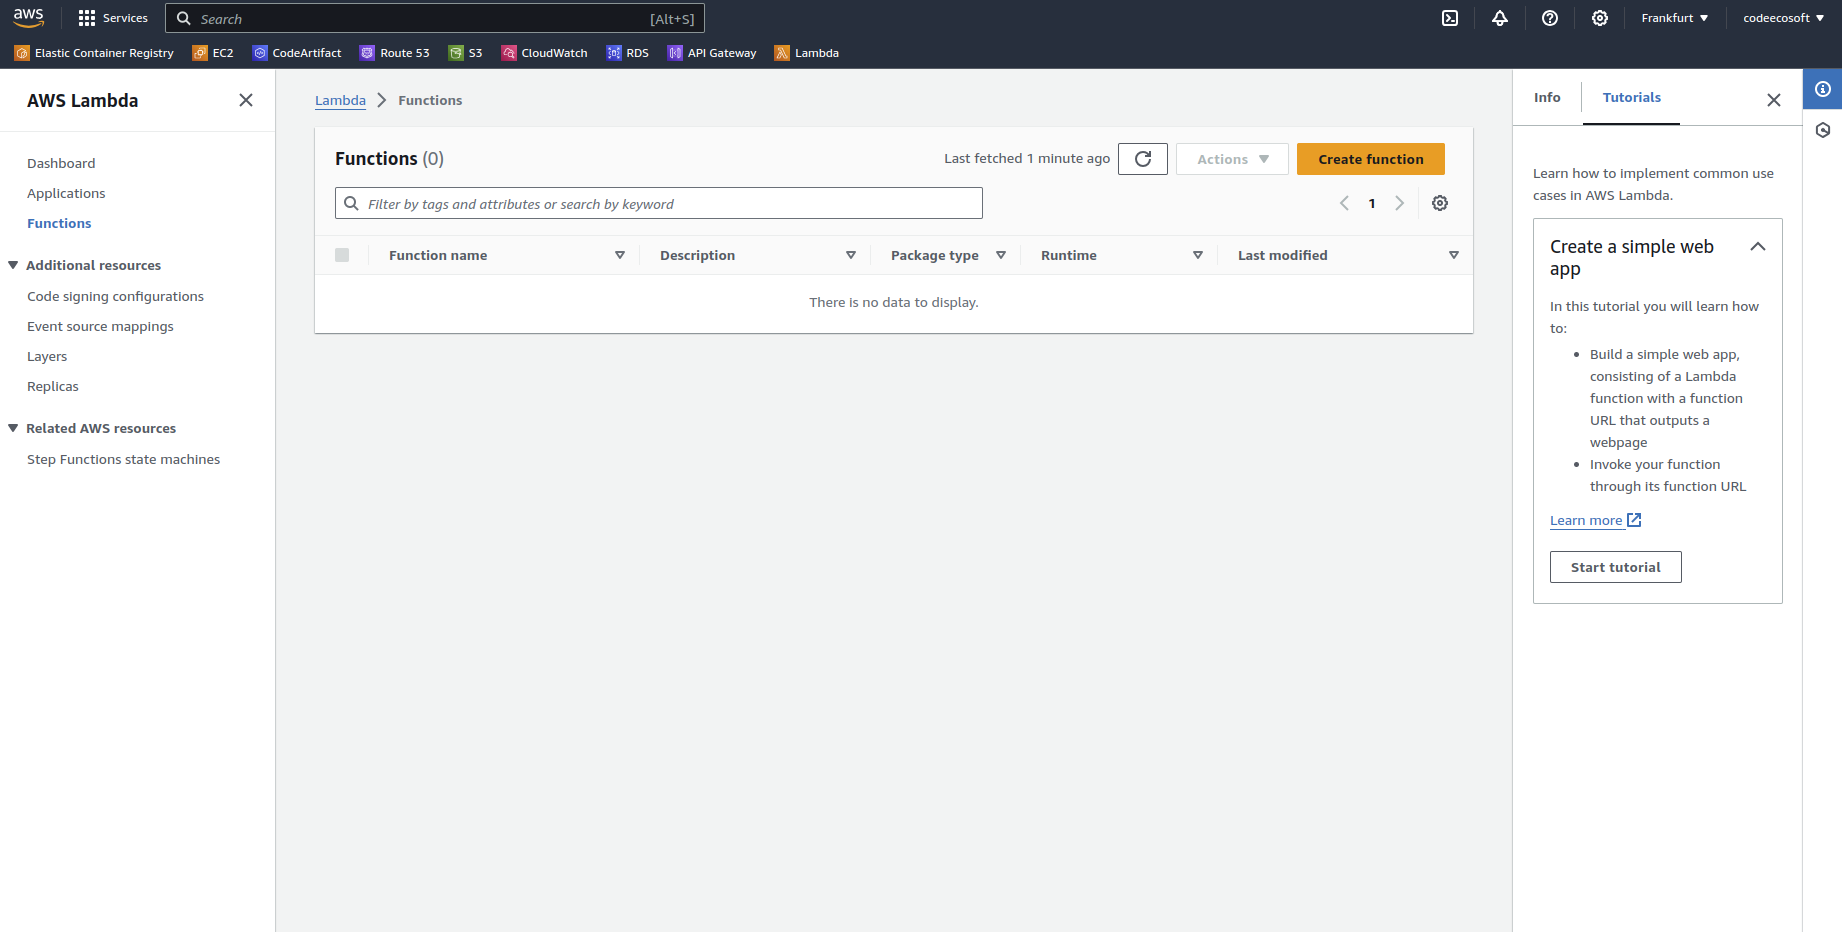 aws
Services
Search [Alt+S]
Frankfurt
codeecosoft
Elastic Container Registry
EC2
CodeArtifact
Route 53
S3
CloudWatch
RDS
API Gateway
Lambda
AWS Lambda
Dashboard
Applications
Functions
Additional resources
Code signing configurations
Event source mappings
Layers
Replicas
Related AWS resources
Step Functions state machines
Lambda
Functions
Functions (0)
Last fetched 1 minute ago
Actions
Create function
Filter by tags and attributes or search by keyword
1
Function name
Description
Package type
Runtime
Last modified
There is no data to display.
Info
Tutorials
Learn how to implement common use
cases in AWS Lambda.
Create a simple web
app
In this tutorial you will learn how
to:
• Build a simple web app,
consisting of a Lambda
function with a function
URL that outputs a
webpage
• Invoke your function
through its function URL
Learn more
Start tutorial